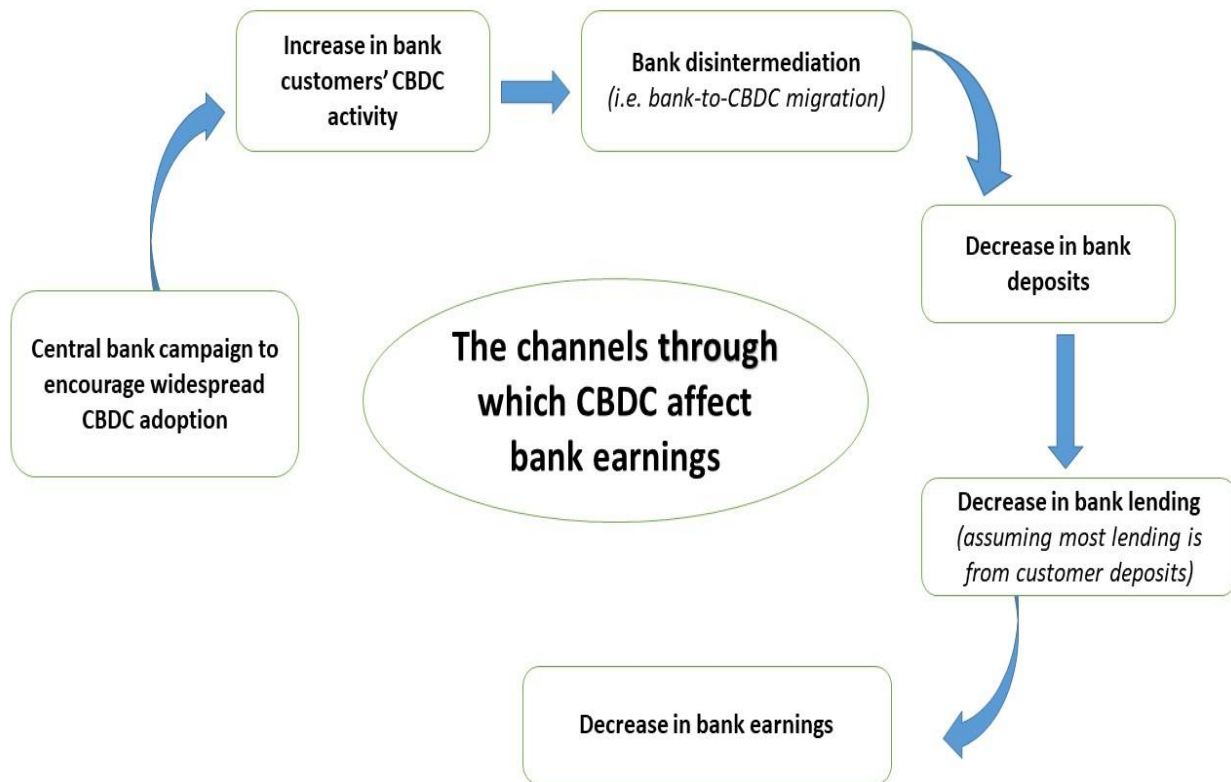 Increase in bank
customers’ CBDC
activity
Bank disintermediation
(i.e. bank-to-CBDC migration)
Decrease in bank
deposits
Central bank campaign to
encourage widespread
CBDC adoption
The channels through
which CBDC affect
bank earnings
Decrease in bank lending
(assuming most lending is
from customer deposits)
Decrease in bank earnings